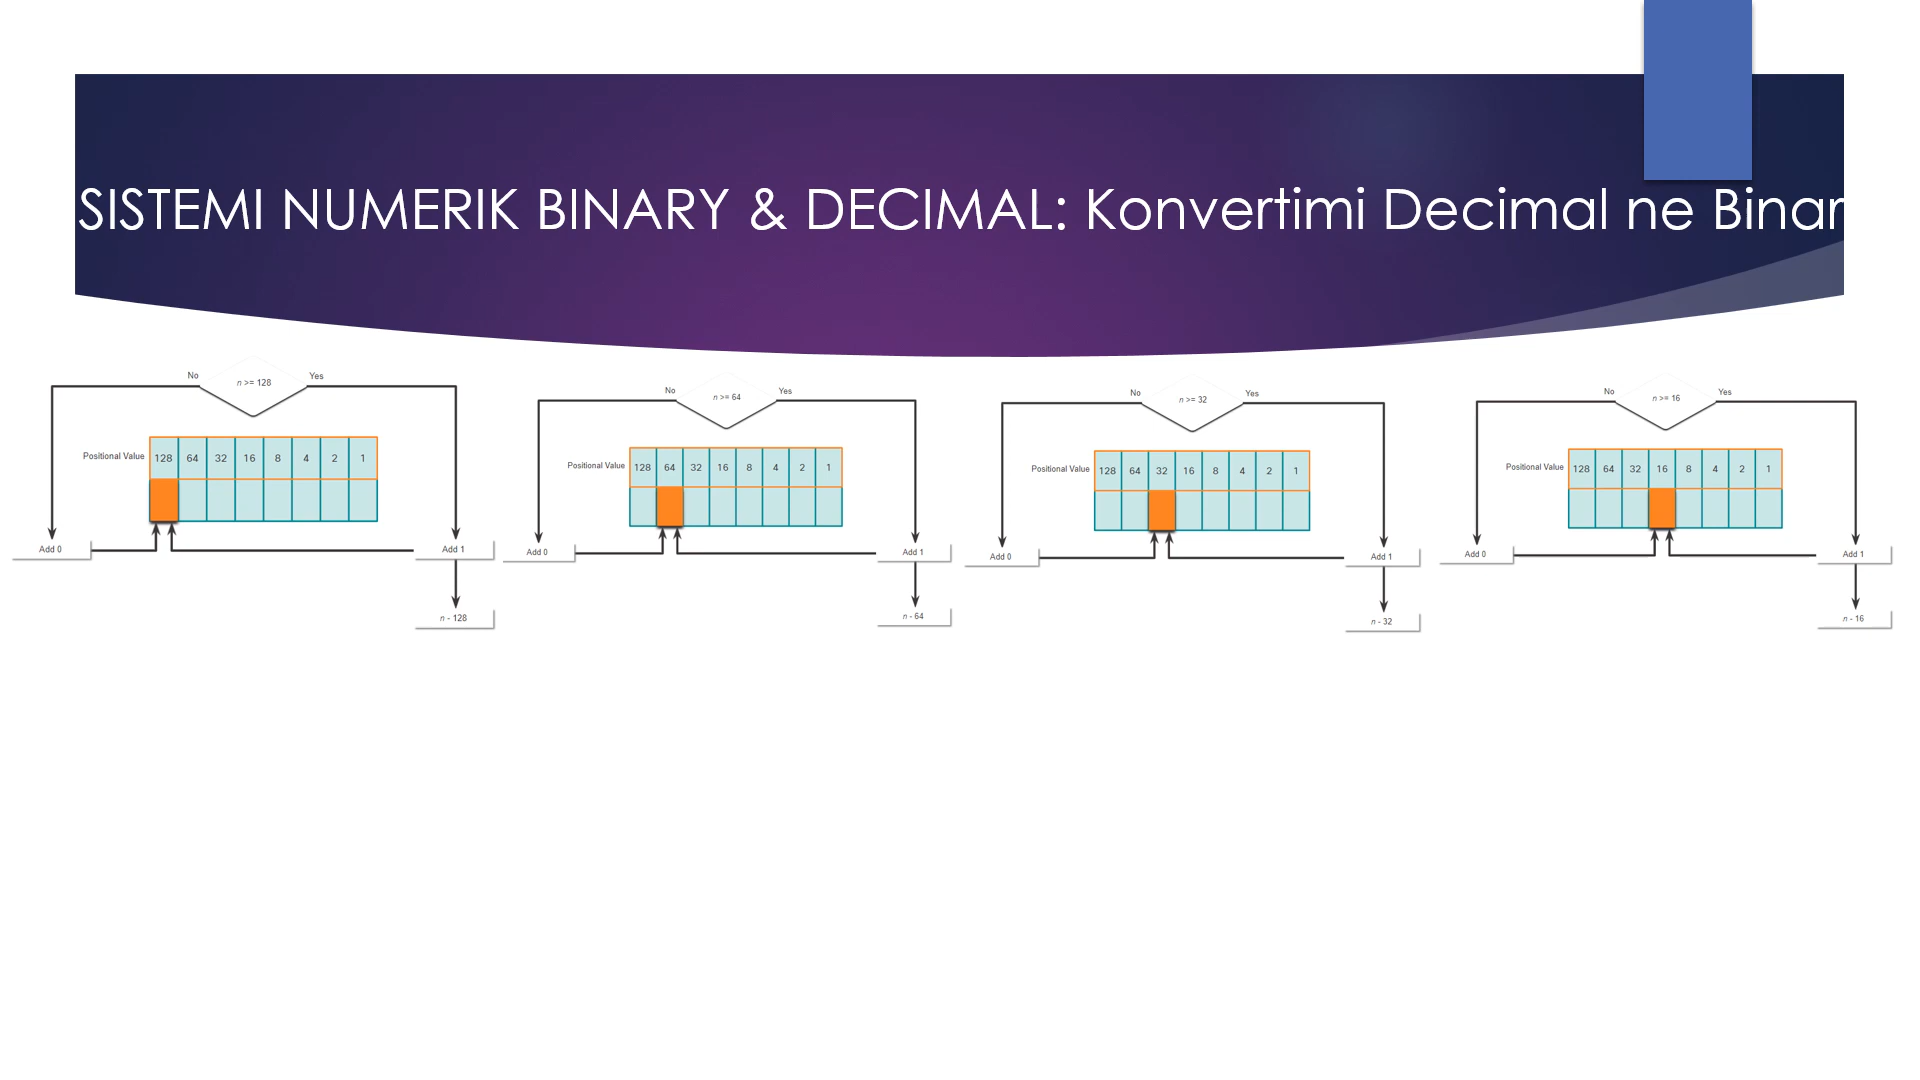 SISTEMI NUMERIK BINARY & DECIMAL: Konvertimi Decimal ne Binar
No
n >= 128
Yes
Positional Value
128 64 32 16 8 4 2 1
Add 0
Add 1
n - 128
No
n >= 64
Yes
Positional Value
128 64 32 16 8 4 2 1
Add 0
Add 1
n - 64
No
n >= 32
Yes
Positional Value
128 64 32 16 8 4 2 1
Add 0
Add 1
n - 32
No
n >= 16
Yes
Positional Value
128 64 32 16 8 4 2 1
Add 0
Add 1
n - 16